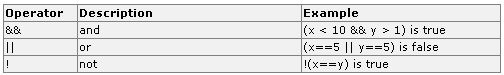 Operator Description Example
&& and (x < 10 && y > 1) is true
|| or (x==5 || y==5) is false
! not !(x==y) is true